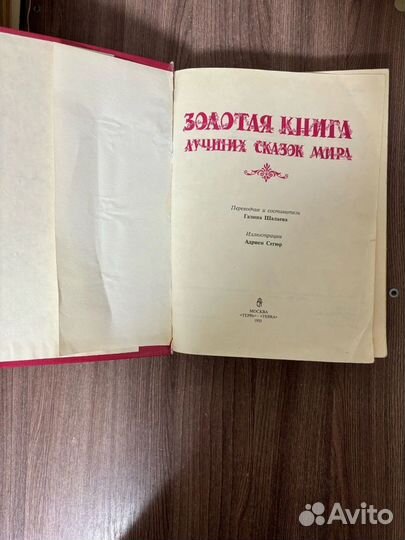 ЗОЛОТАЯ КНИГА
ЛУЧШИХ СКАЗОК МИРА
Переводчик и составитель
Галина Шалаева
Иллюстрации
Адриен Сегюр
МОСКВА
«ТЕРРА» - «TERRA»
Avito